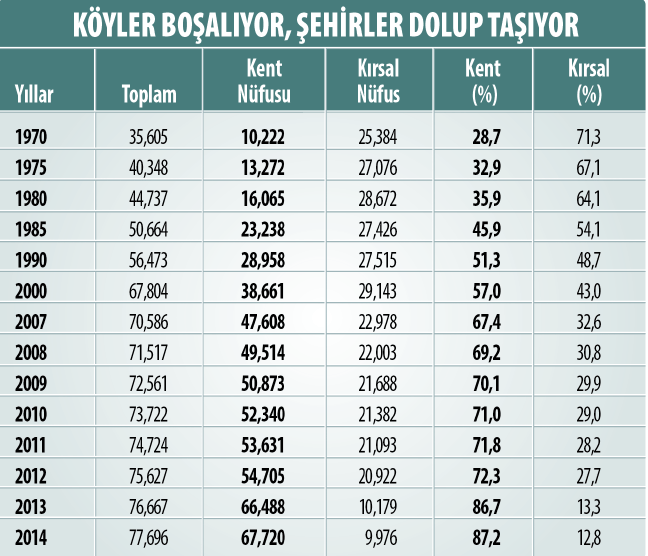 KÖYLER BOŞALIYOR, ŞEHİRLER DOLUP TAŞIYOR
Yıllar Toplam Kent Nüfusu Kırsal Nüfus Kent (%) Kırsal (%)
1970 35,605 10,222 25,384 28,7 71,3
1975 40,348 13,272 27,076 32,9 67,1
1980 44,737 16,065 28,672 35,9 64,1
1985 50,664 23,238 27,426 45,9 54,1
1990 56,473 28,958 27,515 51,3 48,7
2000 67,804 38,661 29,143 57,0 43,0
2007 70,586 47,608 22,978 67,4 32,6
2008 71,517 49,514 22,003 69,2 30,8
2009 72,561 50,873 21,688 70,1 29,9
2010 73,722 52,340 21,382 71,0 29,0
2011 74,724 53,631 21,093 71,8 28,2
2012 75,627 54,705 20,922 72,3 27,7
2013 76,667 66,488 10,179 86,7 13,3
2014 77,696 67,720 9,976 87,2 12,8